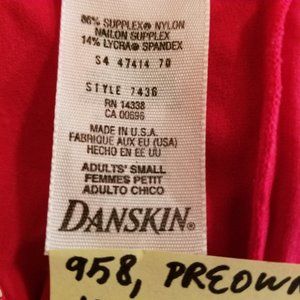 86% SUPPLEX® NYLON
NAILON SUPPLEX
14% LYCRA® SPANDEX
S4 47414 70
STYLE 7436
RN 14338
CA 00696
MADE IN U.S.A.
FABRIQUE AUX EU (USA)
HECHO EN EE UU
ADULTS' SMALL
FEMMES PETIT
ADULTO CHICO
DANSKIN®
958, PREOWN